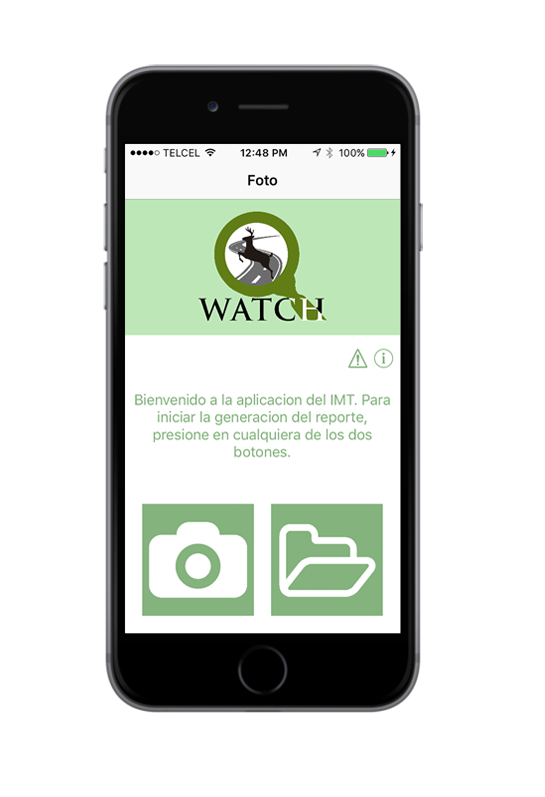 TELCEL 12:48 PM 100%
Foto
WATCH
Bienvenido a la aplicacion del IMT. Para
iniciar la generacion del reporte,
presione en cualquiera de los dos
botones.